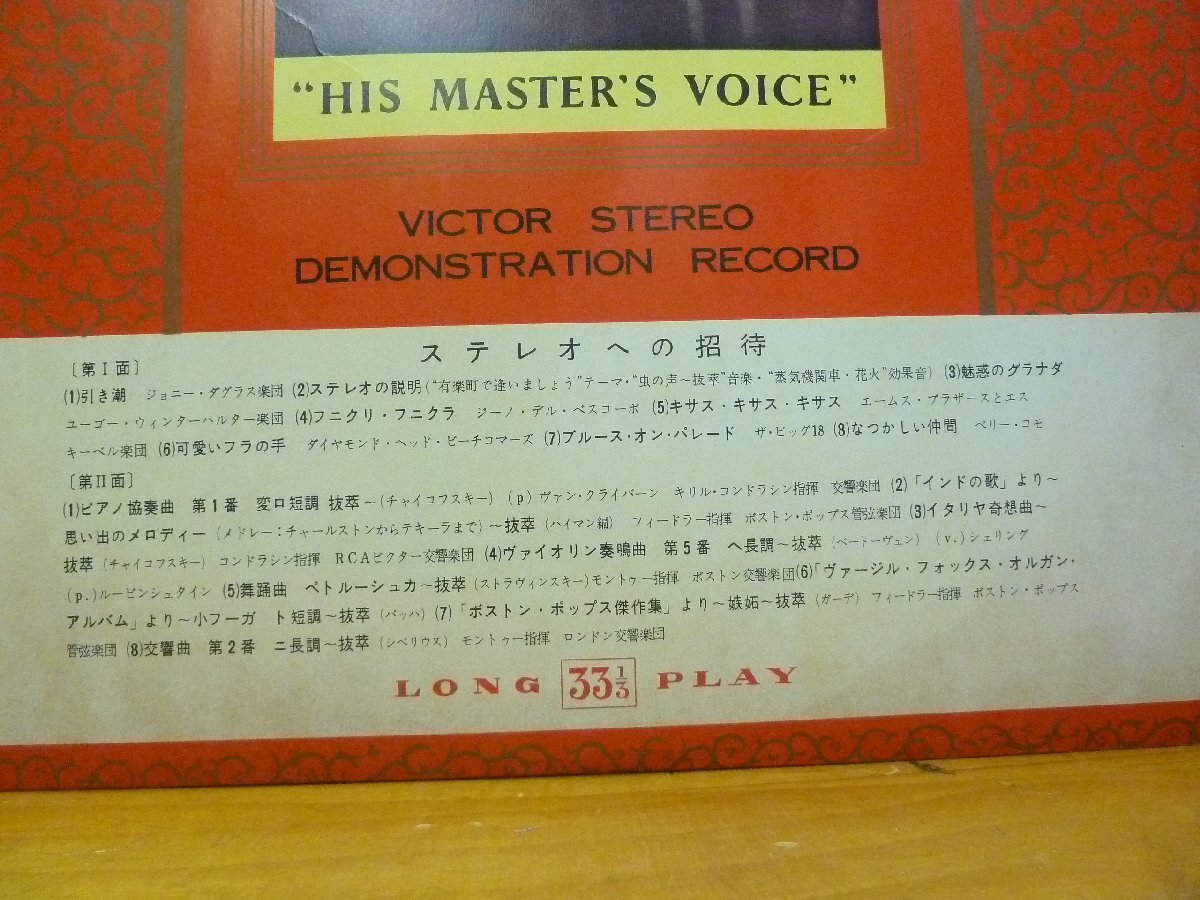 “HIS MASTER'S VOICE”
VICTOR STEREO
DEMONSTRATION RECORD
ステレオへの招待
〔第Ⅰ面〕
(1)引き潮 ジョニー・ダグラス楽団 (2)ステレオの説明(“有楽町で逢いましょう”テーマ・“虫の声〜抜萃”音楽・“蒸気機関車・花火”効果音) (3)魅惑のグラナダ
ユーゴー・ウィンターハルター楽団 (4)フニクリ・フニクラ ジーノ・デル・ベスコーボ (5)キサス・キサス・キサス エームス・ブラザースとエス
キーベル楽団 (6)可愛いフラの手 ダイヤモンド・ヘッド・ビーチコマーズ (7)ブルース・オン・パレード ザ・ビッグ18 (8)なつかしい仲間 ペリー・コモ
〔第Ⅱ面〕
(1)ピアノ協奏曲 第1番 変ロ短調 抜萃〜(チャイコフスキー) (p) ヴァン・クライバーン キリル・コンドラシン指揮 交響楽団 (2)「インドの歌」より〜
思い出のメロディー(メドレー：チャールストンからテキーラまで)〜抜萃 (ハイマン編) フィードラー指揮 ボストン・ポップス管弦楽団 (3)イタリヤ奇想曲〜
抜萃 (チャイコフスキー) コンドラシン指揮 RCAビクター交響楽団 (4)ヴァイオリン奏鳴曲 第5番 ヘ長調〜抜萃 (ベートーヴェン) (v.)シェリング
(p.)ルービンシュタイン (5)舞踊曲 ペトルーシュカ〜抜萃 (ストラヴィンスキー)モントゥー指揮 ボストン交響楽団 (6)「ヴァージル・フォックス・オルガン・
アルバム」より〜小フーガ ト短調〜抜萃 (バッハ) (7)「ボストン・ポップス傑作集」より〜嫉妬〜抜萃 (ガーデ) フィードラー指揮 ボストン・ポップス
管弦楽団 (8)交響曲 第2番 ニ長調〜抜萃 (シベリウス) モントゥー指揮 ロンドン交響楽団
LONG 33⅓ PLAY